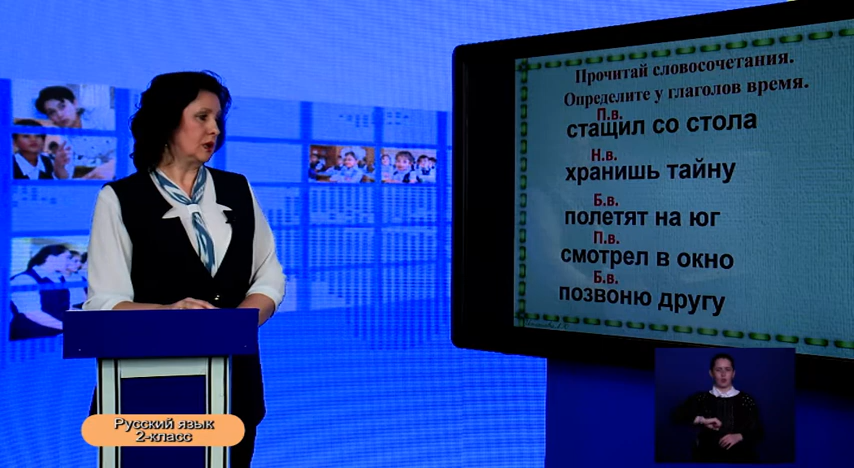 Прочитай словосочетания.
Определите у глаголов время.
П.в.
стащил со стола
Н.в.
хранишь тайну
Б.в.
полетят на юг
П.в.
смотрел в окно
Б.в.
позвоню другу
Русский язык
2-класс